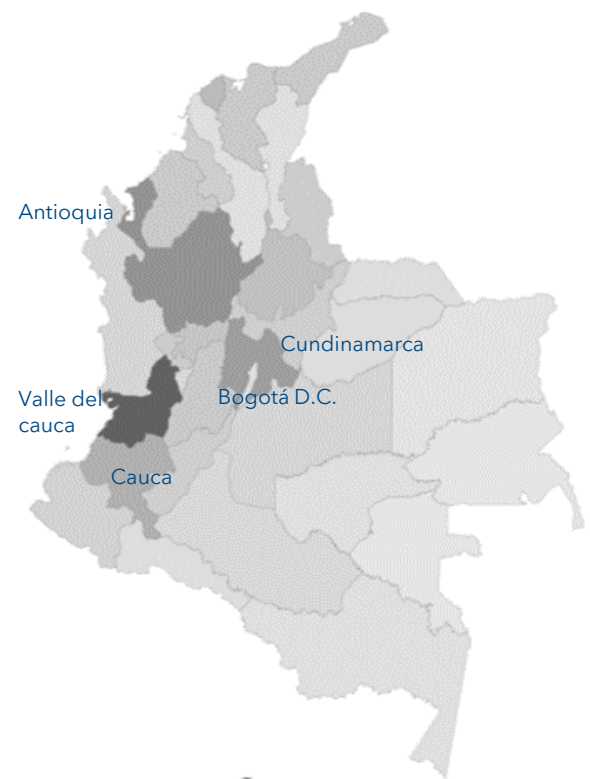 Antioquia
Cundinamarca
Valle del
cauca
Bogotá D.C.
Cauca